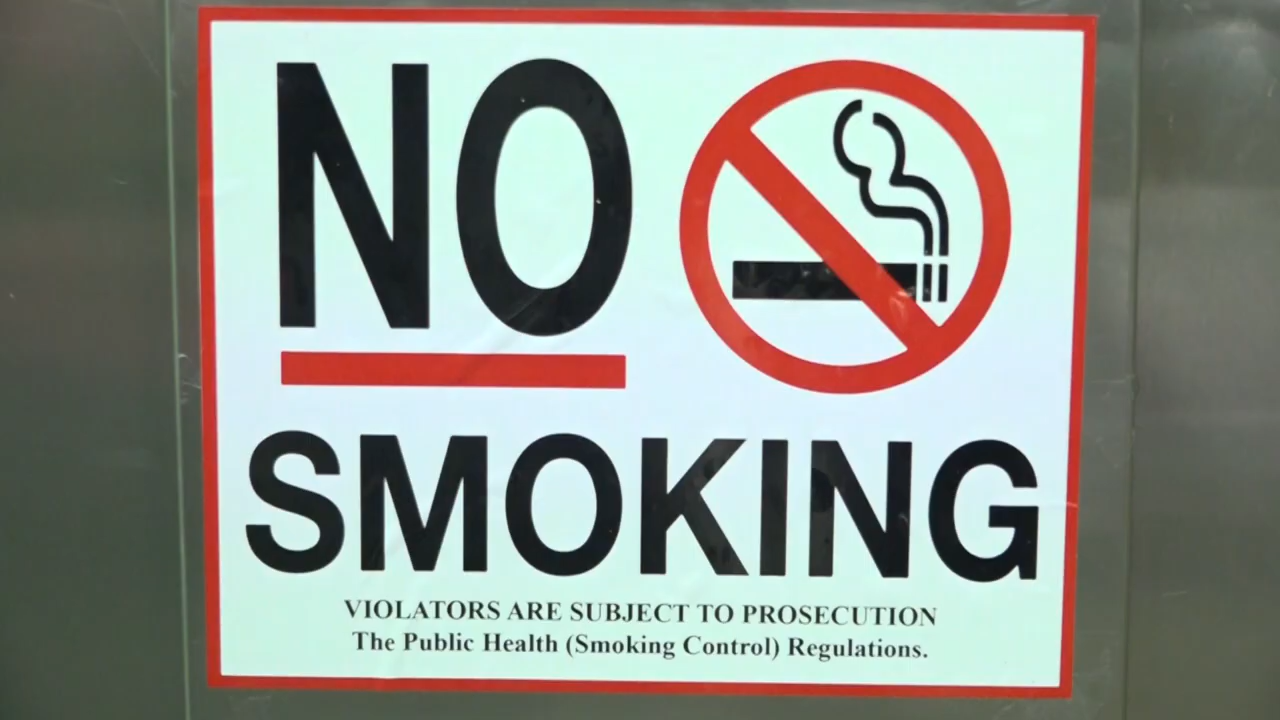 NO
SMOKING
VIOLATORS ARE SUBJECT TO PROSECUTION
The Public Health (Smoking Control) Regulations.